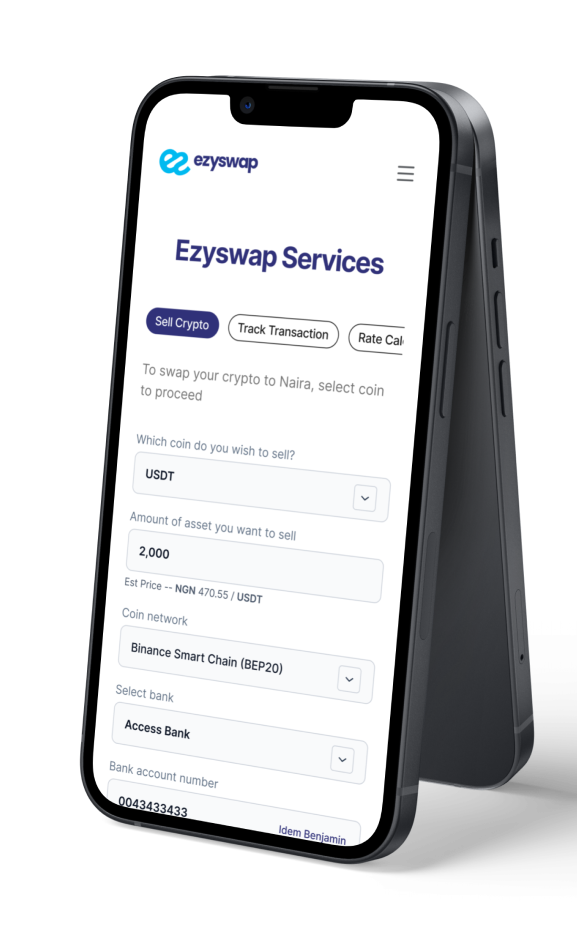 ezyswap
Ezyswap Services
Sell Crypto
Track Transaction
Rate Cal
To swap your crypto to Naira, select coin
to proceed
Which coin do you wish to sell?
USDT
Amount of asset you want to sell
2,000
Est Price -- NGN 470.55 / USDT
Coin network
Binance Smart Chain (BEP20)
Select bank
Access Bank
Bank account number
0043433433
Idem Benjamin